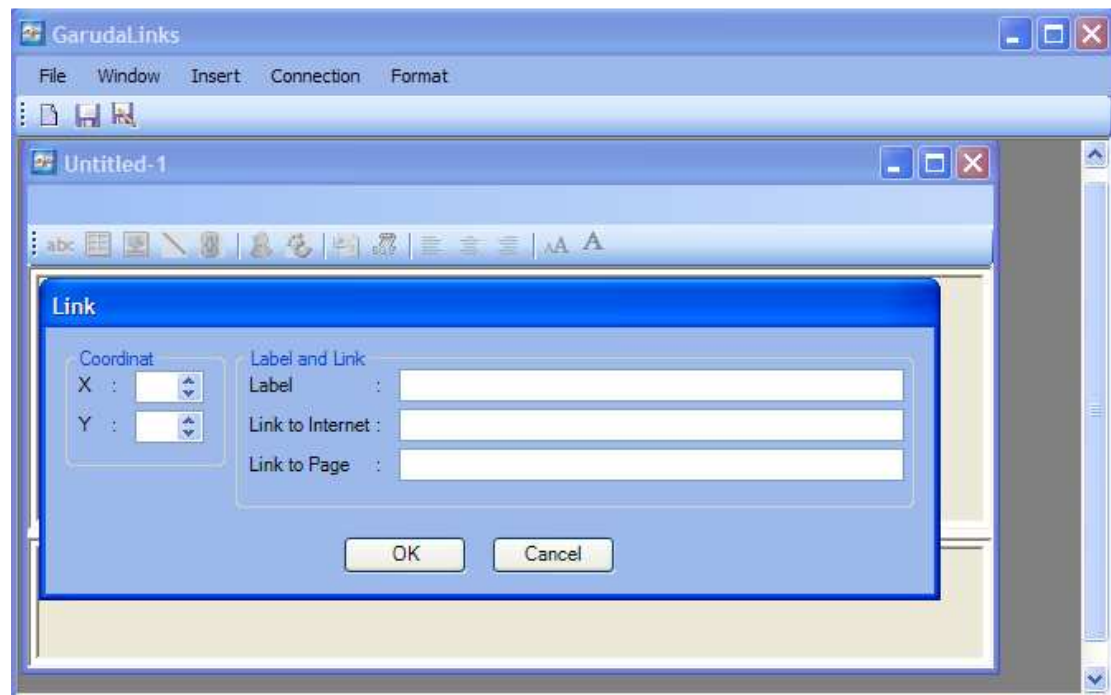 GarudaLinks
File Window Insert Connection Format
Untitled-1
abc AA A
Link
Coordinat
X :
Y :
Label and Link
Label :
Link to Internet :
Link to Page :
OK Cancel